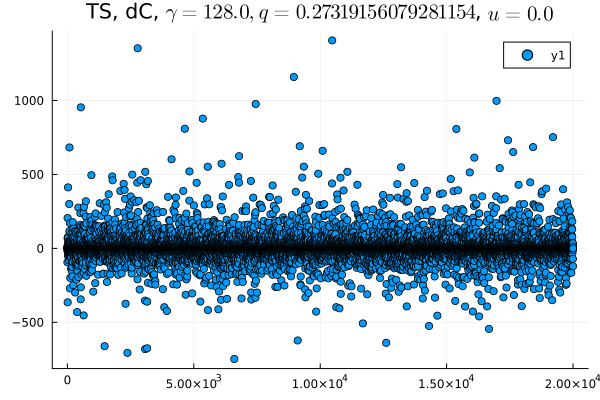 TS, dC, γ = 128.0, q = 0.27319156079281154, u = 0.0
y1
1000
500
0
−500
0 5.00×10³ 1.00×10⁴ 1.50×10⁴ 2.00×10⁴